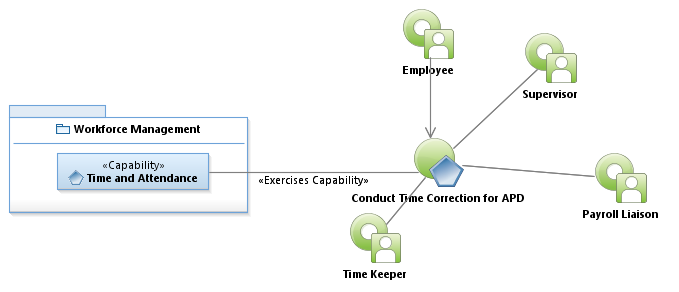 Employee
Supervisor
Workforce Management
«Capability»
Time and Attendance
«Exercises Capability»
Conduct Time Correction for APD
Payroll Liaison
Time Keeper